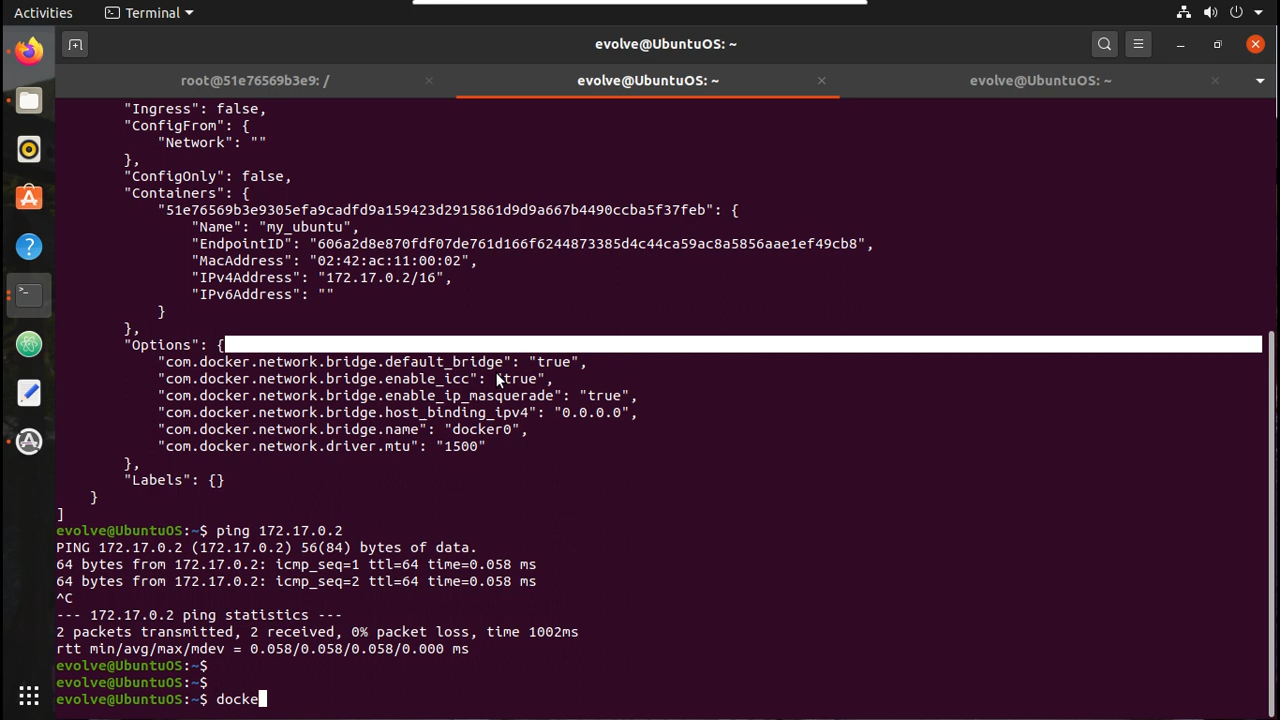 Activities Terminal
evolve@UbuntuOS: ~
root@51e76569b3e9: / evolve@UbuntuOS: ~ evolve@UbuntuOS: ~
"Ingress": false,
"ConfigFrom": {
"Network": ""
},
"ConfigOnly": false,
"Containers": {
"51e76569b3e9305efa9cadfd9a159423d2915861d9d9a667b4490ccba5f37feb": {
"Name": "my_ubuntu",
"EndpointID": "606a2d8e870fdf07de761d166f6244873385d4c44ca59ac8a5856aae1ef49cb8",
"MacAddress": "02:42:ac:11:00:02",
"IPv4Address": "172.17.0.2/16",
"IPv6Address": ""
}
},
"Options": {
"com.docker.network.bridge.default_bridge": "true",
"com.docker.network.bridge.enable_icc": "true",
"com.docker.network.bridge.enable_ip_masquerade": "true",
"com.docker.network.bridge.host_binding_ipv4": "0.0.0.0",
"com.docker.network.bridge.name": "docker0",
"com.docker.network.driver.mtu": "1500"
},
"Labels": {}
}
]
evolve@UbuntuOS:~$ ping 172.17.0.2
PING 172.17.0.2 (172.17.0.2) 56(84) bytes of data.
64 bytes from 172.17.0.2: icmp_seq=1 ttl=64 time=0.058 ms
64 bytes from 172.17.0.2: icmp_seq=2 ttl=64 time=0.058 ms
^C
--- 172.17.0.2 ping statistics ---
2 packets transmitted, 2 received, 0% packet loss, time 1002ms
rtt min/avg/max/mdev = 0.058/0.058/0.058/0.000 ms
evolve@UbuntuOS:~$
evolve@UbuntuOS:~$
evolve@UbuntuOS:~$ docke